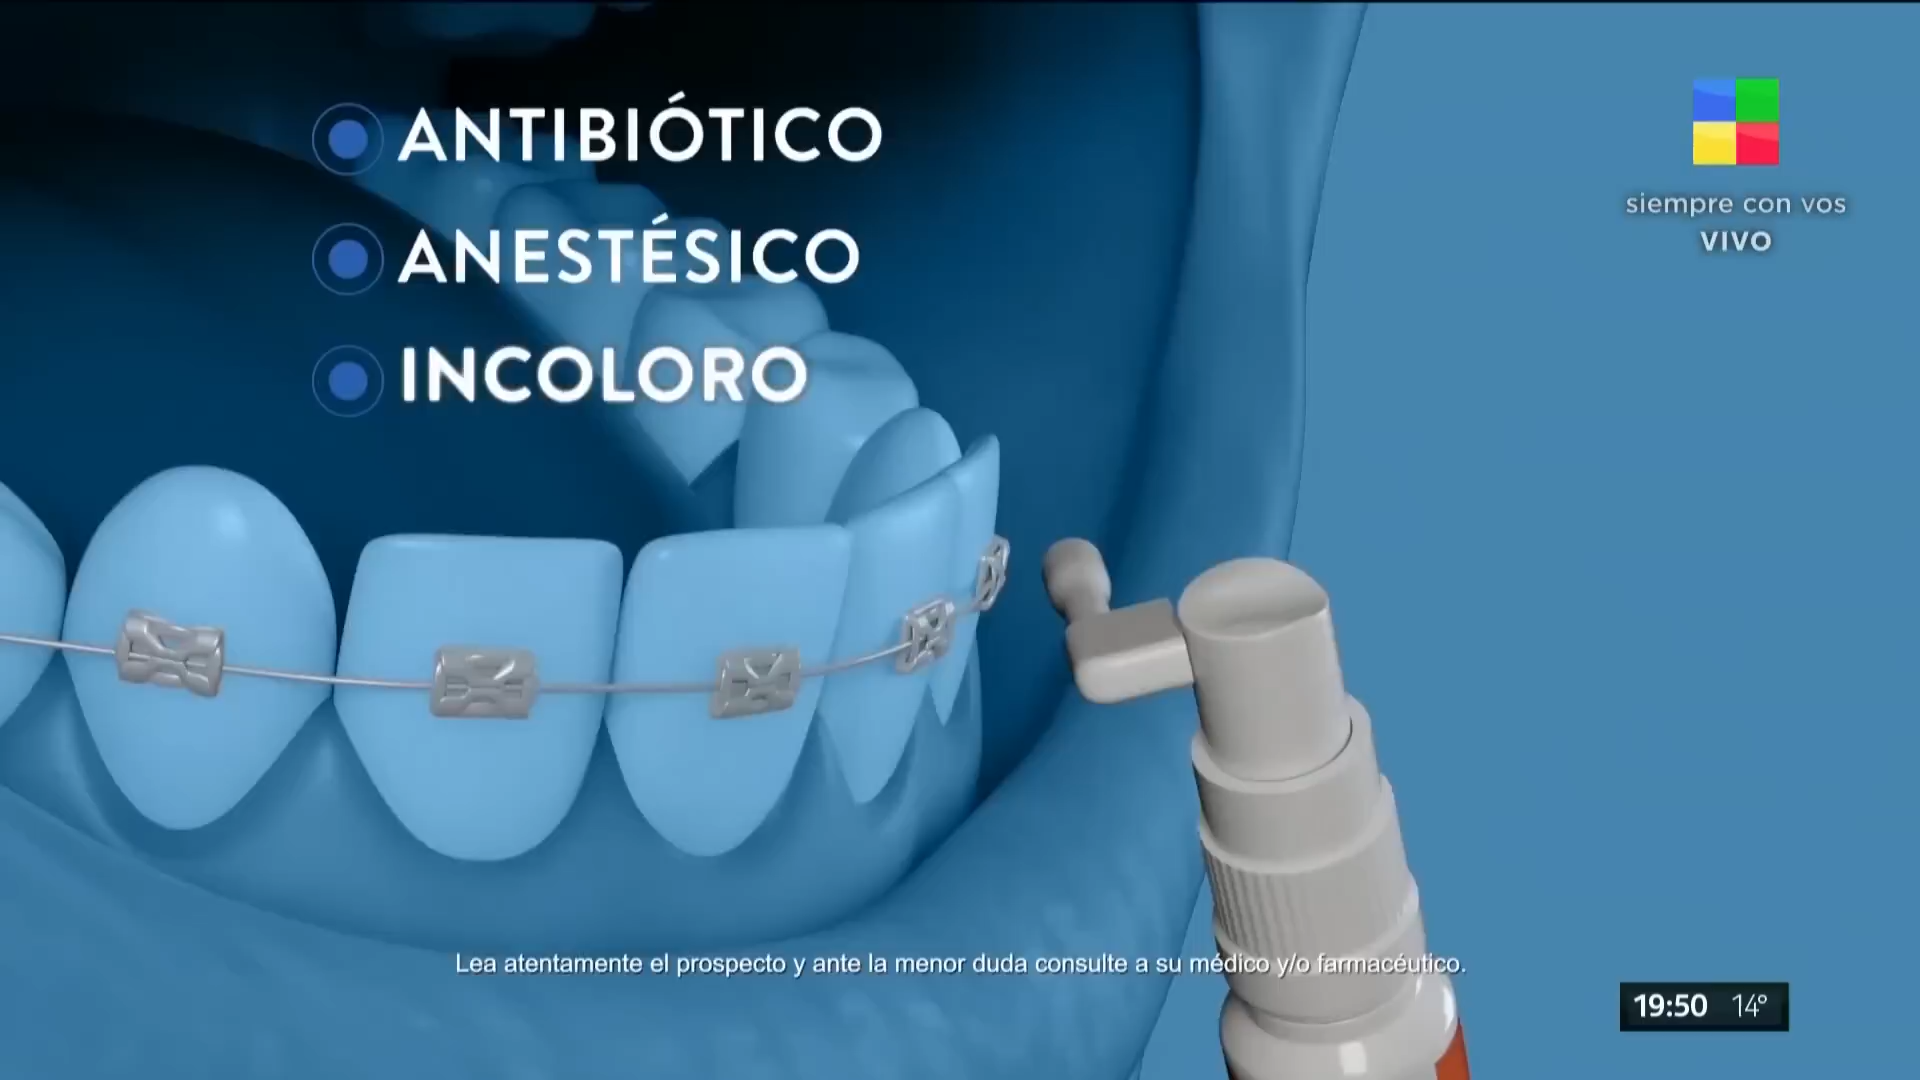 ANTIBIÓTICO
ANESTÉSICO
INCOLORO
siempre con vos
VIVO
Lea atentamente el prospecto y ante la menor duda consulte a su médico y/o farmacéutico.
19:50 14°